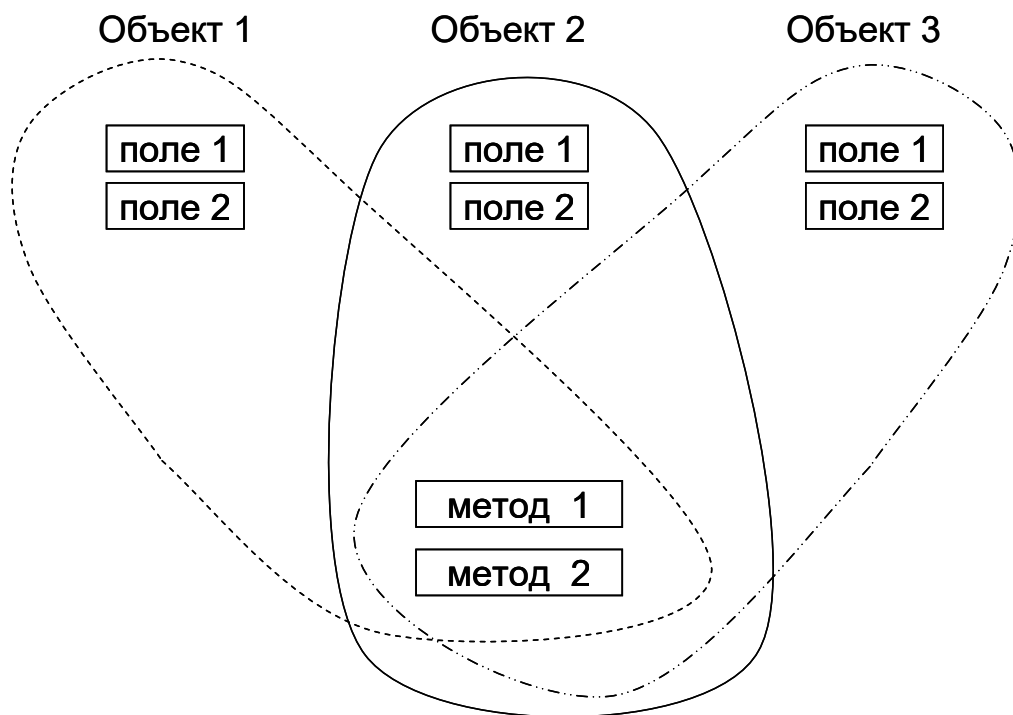 Объект 1 Объект 2 Объект 3
поле 1 поле 1 поле 1
поле 2 поле 2 поле 2
метод 1
метод 2